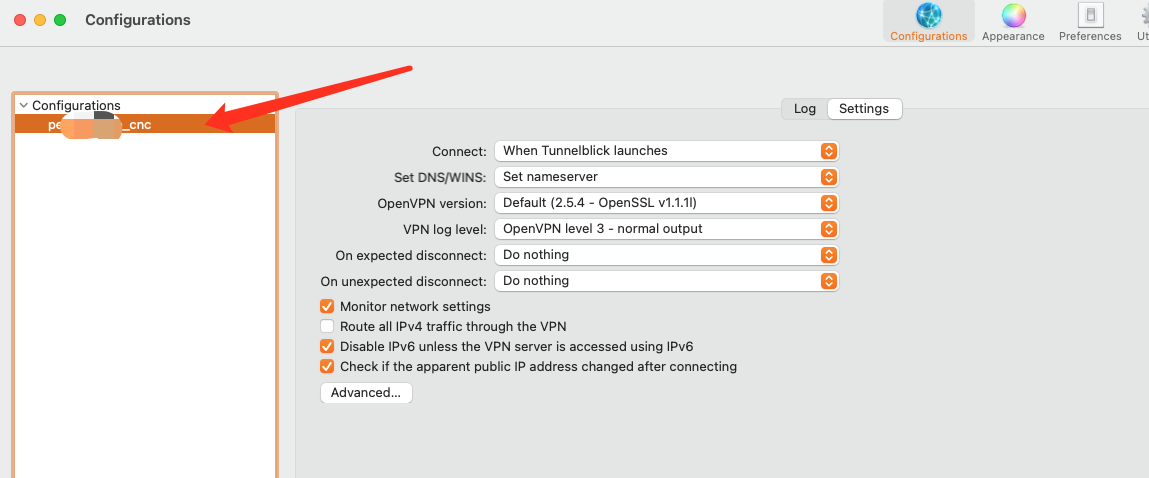 Configurations
Configurations Appearance Preferences
Configurations
_cnc
Log Settings
Connect: When Tunnelblick launches
Set DNS/WINS: Set nameserver
OpenVPN version: Default (2.5.4 - OpenSSL v1.1.1l)
VPN log level: OpenVPN level 3 - normal output
On expected disconnect: Do nothing
On unexpected disconnect: Do nothing
Monitor network settings
Route all IPv4 traffic through the VPN
Disable IPv6 unless the VPN server is accessed using IPv6
Check if the apparent public IP address changed after connecting
Advanced...